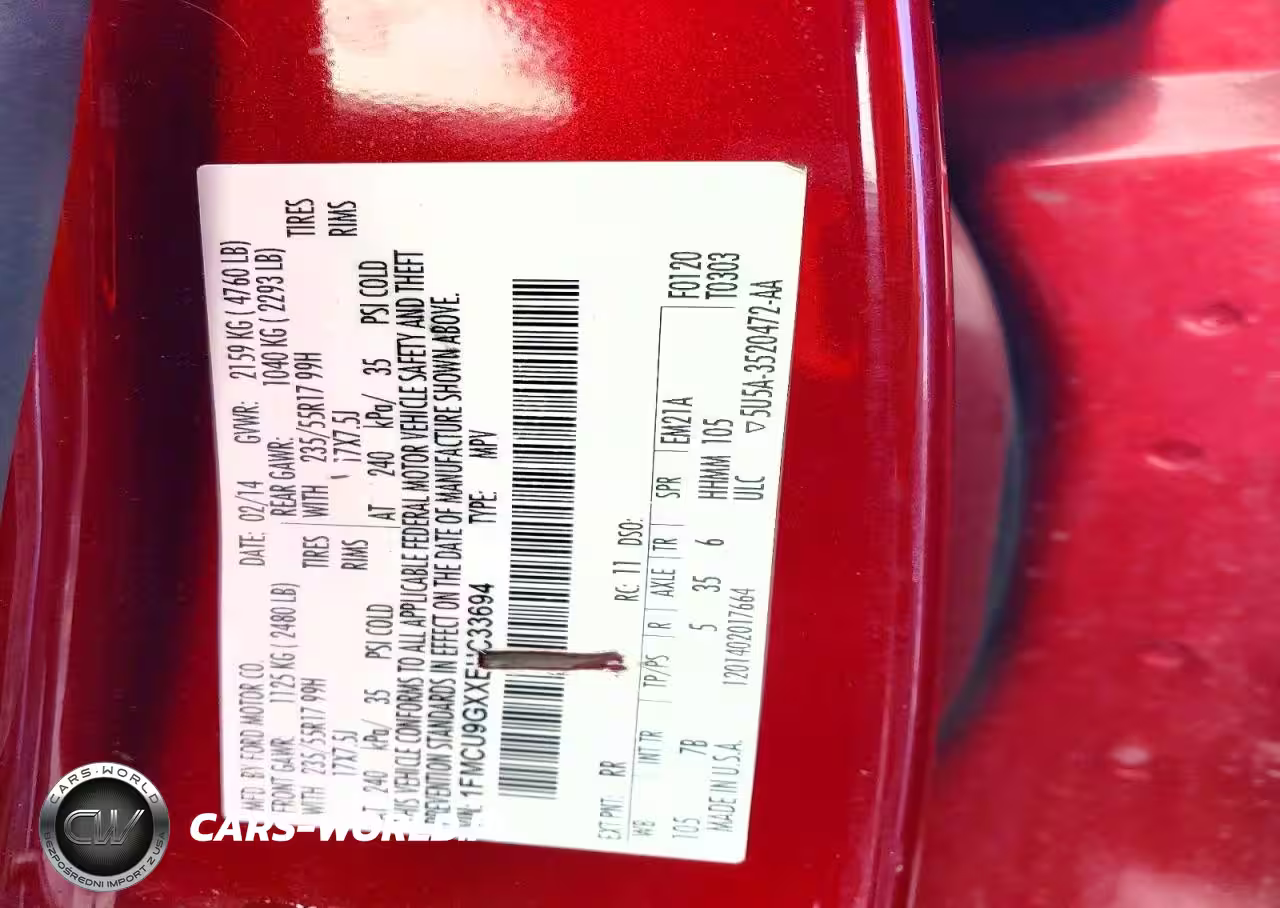 MFD BY FORD MOTOR CO.
DATE: 02/14 GVWR: 2159 KG ( 4760 LB)
FRONT GAWR: 1125 KG ( 2480 LB)
REAR GAWR: 1040 KG ( 2293 LB)
WITH 235/55R17 99H TIRES
WITH 235/55R17 99H TIRES
17X7.5J RIMS
17X7.5J RIMS
AT 240 kPa/ 35 PSI COLD
AT 240 kPa/ 35 PSI COLD
THIS VEHICLE CONFORMS TO ALL APPLICABLE FEDERAL MOTOR VEHICLE SAFETY AND THEFT
PREVENTION STANDARDS IN EFFECT ON THE DATE OF MANUFACTURE SHOWN ABOVE.
1FMCU9GXXE C33694 TYPE: MPV
EXT PNT: RR RC: 11 DSO: F0120
WB INT TR TP/PS R AXLE TR SPR EM21A T0303
105 7B 5 35 6 HHMM 105
MADE IN U.S.A. 1201402017664 ULC ▽5U5A-3520472-AA
CARS·WORLD
CW
BEZPOŚREDNI IMPORT Z USA
CARS-WORLD.